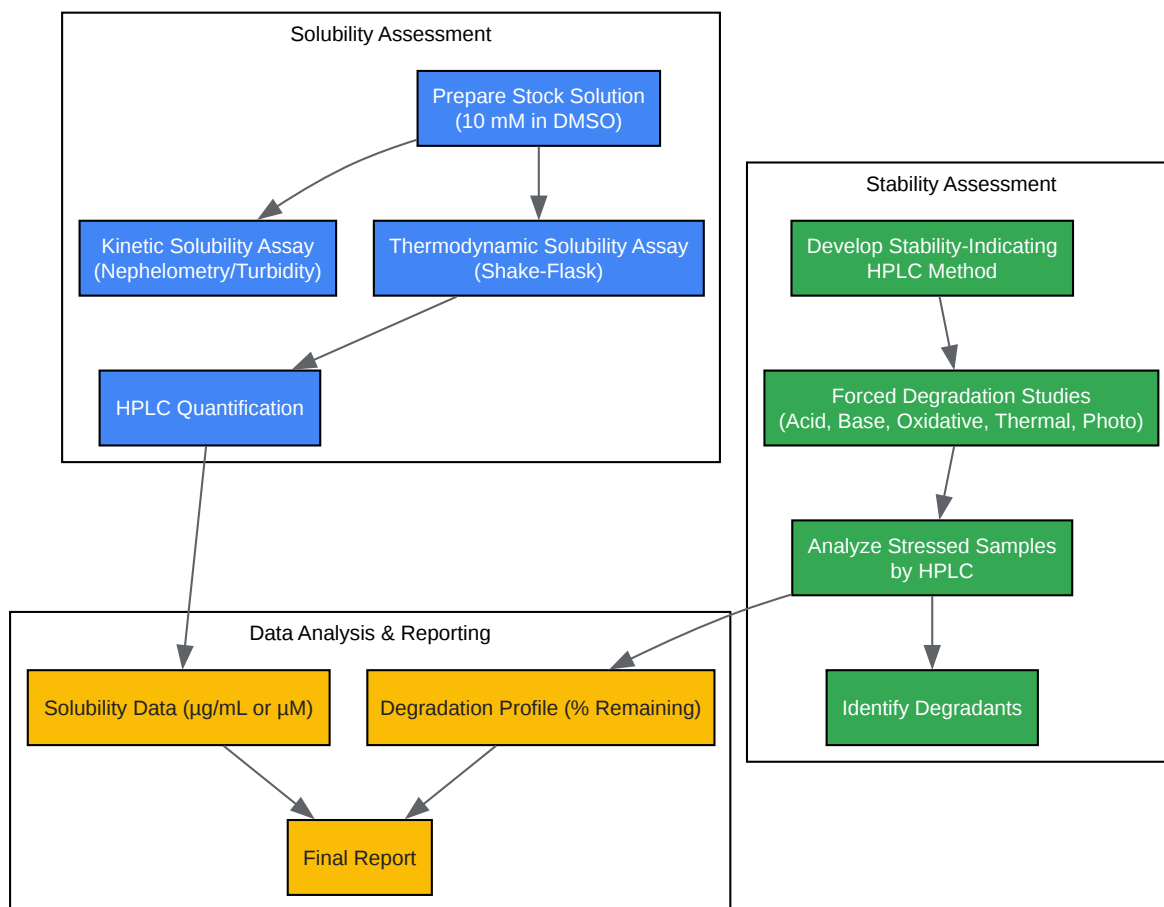 Solubility Assessment
Prepare Stock Solution
(10 mM in DMSO)
Kinetic Solubility Assay
(Nephelometry/Turbidity)
Thermodynamic Solubility Assay
(Shake-Flask)
HPLC Quantification
Stability Assessment
Develop Stability-Indicating
HPLC Method
Forced Degradation Studies
(Acid, Base, Oxidative, Thermal, Photo)
Analyze Stressed Samples
by HPLC
Identify Degradants
Data Analysis & Reporting
Solubility Data (µg/mL or µM)
Degradation Profile (% Remaining)
Final Report